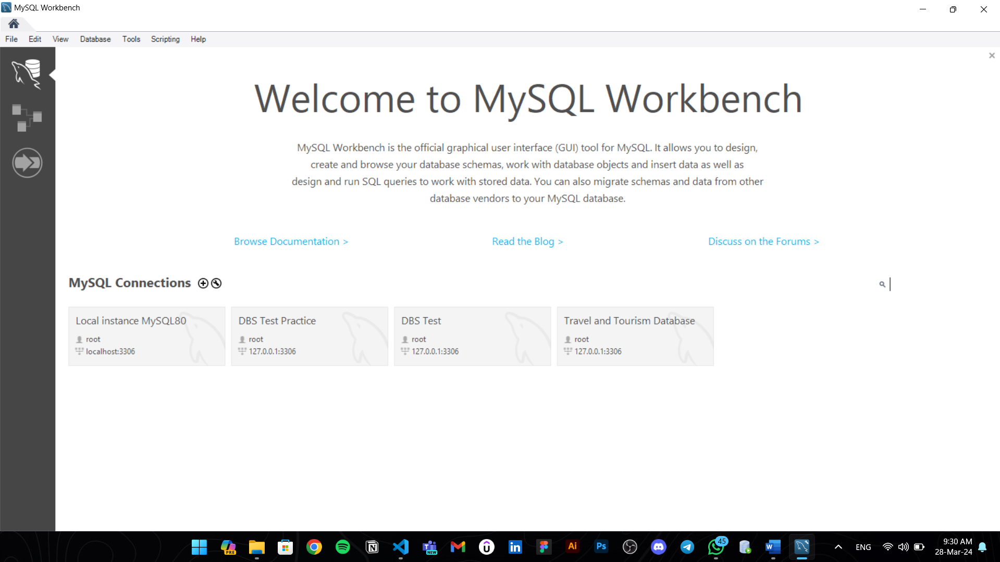 MySQL Workbench
File Edit View Database Tools Scripting Help
Welcome to MySQL Workbench
MySQL Workbench is the official graphical user interface (GUI) tool for MySQL. It allows you to design,
create and browse your database schemas, work with database objects and insert data as well as
design and run SQL queries to work with stored data. You can also migrate schemas and data from other
database vendors to your MySQL database.
Browse Documentation > Read the Blog > Discuss on the Forums >
MySQL Connections
Local instance MySQL80
root
localhost:3306
DBS Test Practice
root
127.0.0.1:3306
DBS Test
root
127.0.0.1:3306
Travel and Tourism Database
root
127.0.0.1:3306
PRE
NEW
Ai
Ps
45
W
ENG
9:30 AM
28-Mar-24